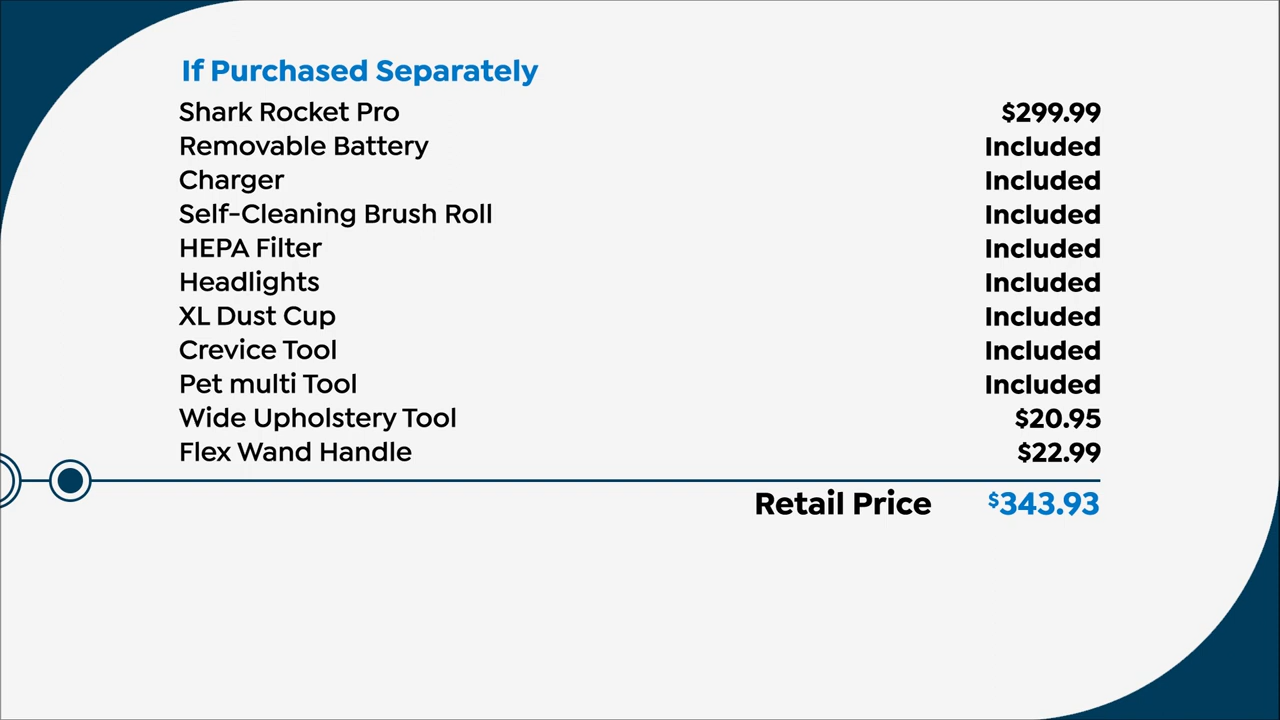 If Purchased Separately
Shark Rocket Pro $299.99
Removable Battery Included
Charger Included
Self-Cleaning Brush Roll Included
HEPA Filter Included
Headlights Included
XL Dust Cup Included
Crevice Tool Included
Pet multi Tool Included
Wide Upholstery Tool $20.95
Flex Wand Handle $22.99
Retail Price $343.93